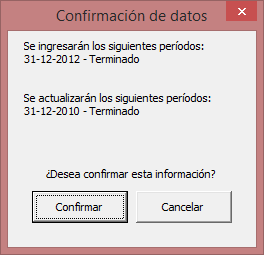 Confirmación de datos
Se ingresarán los siguientes períodos:
31-12-2012 - Terminado
Se actualizarán los siguientes períodos:
31-12-2010 - Terminado
¿Desea confirmar esta información?
Confirmar
Cancelar